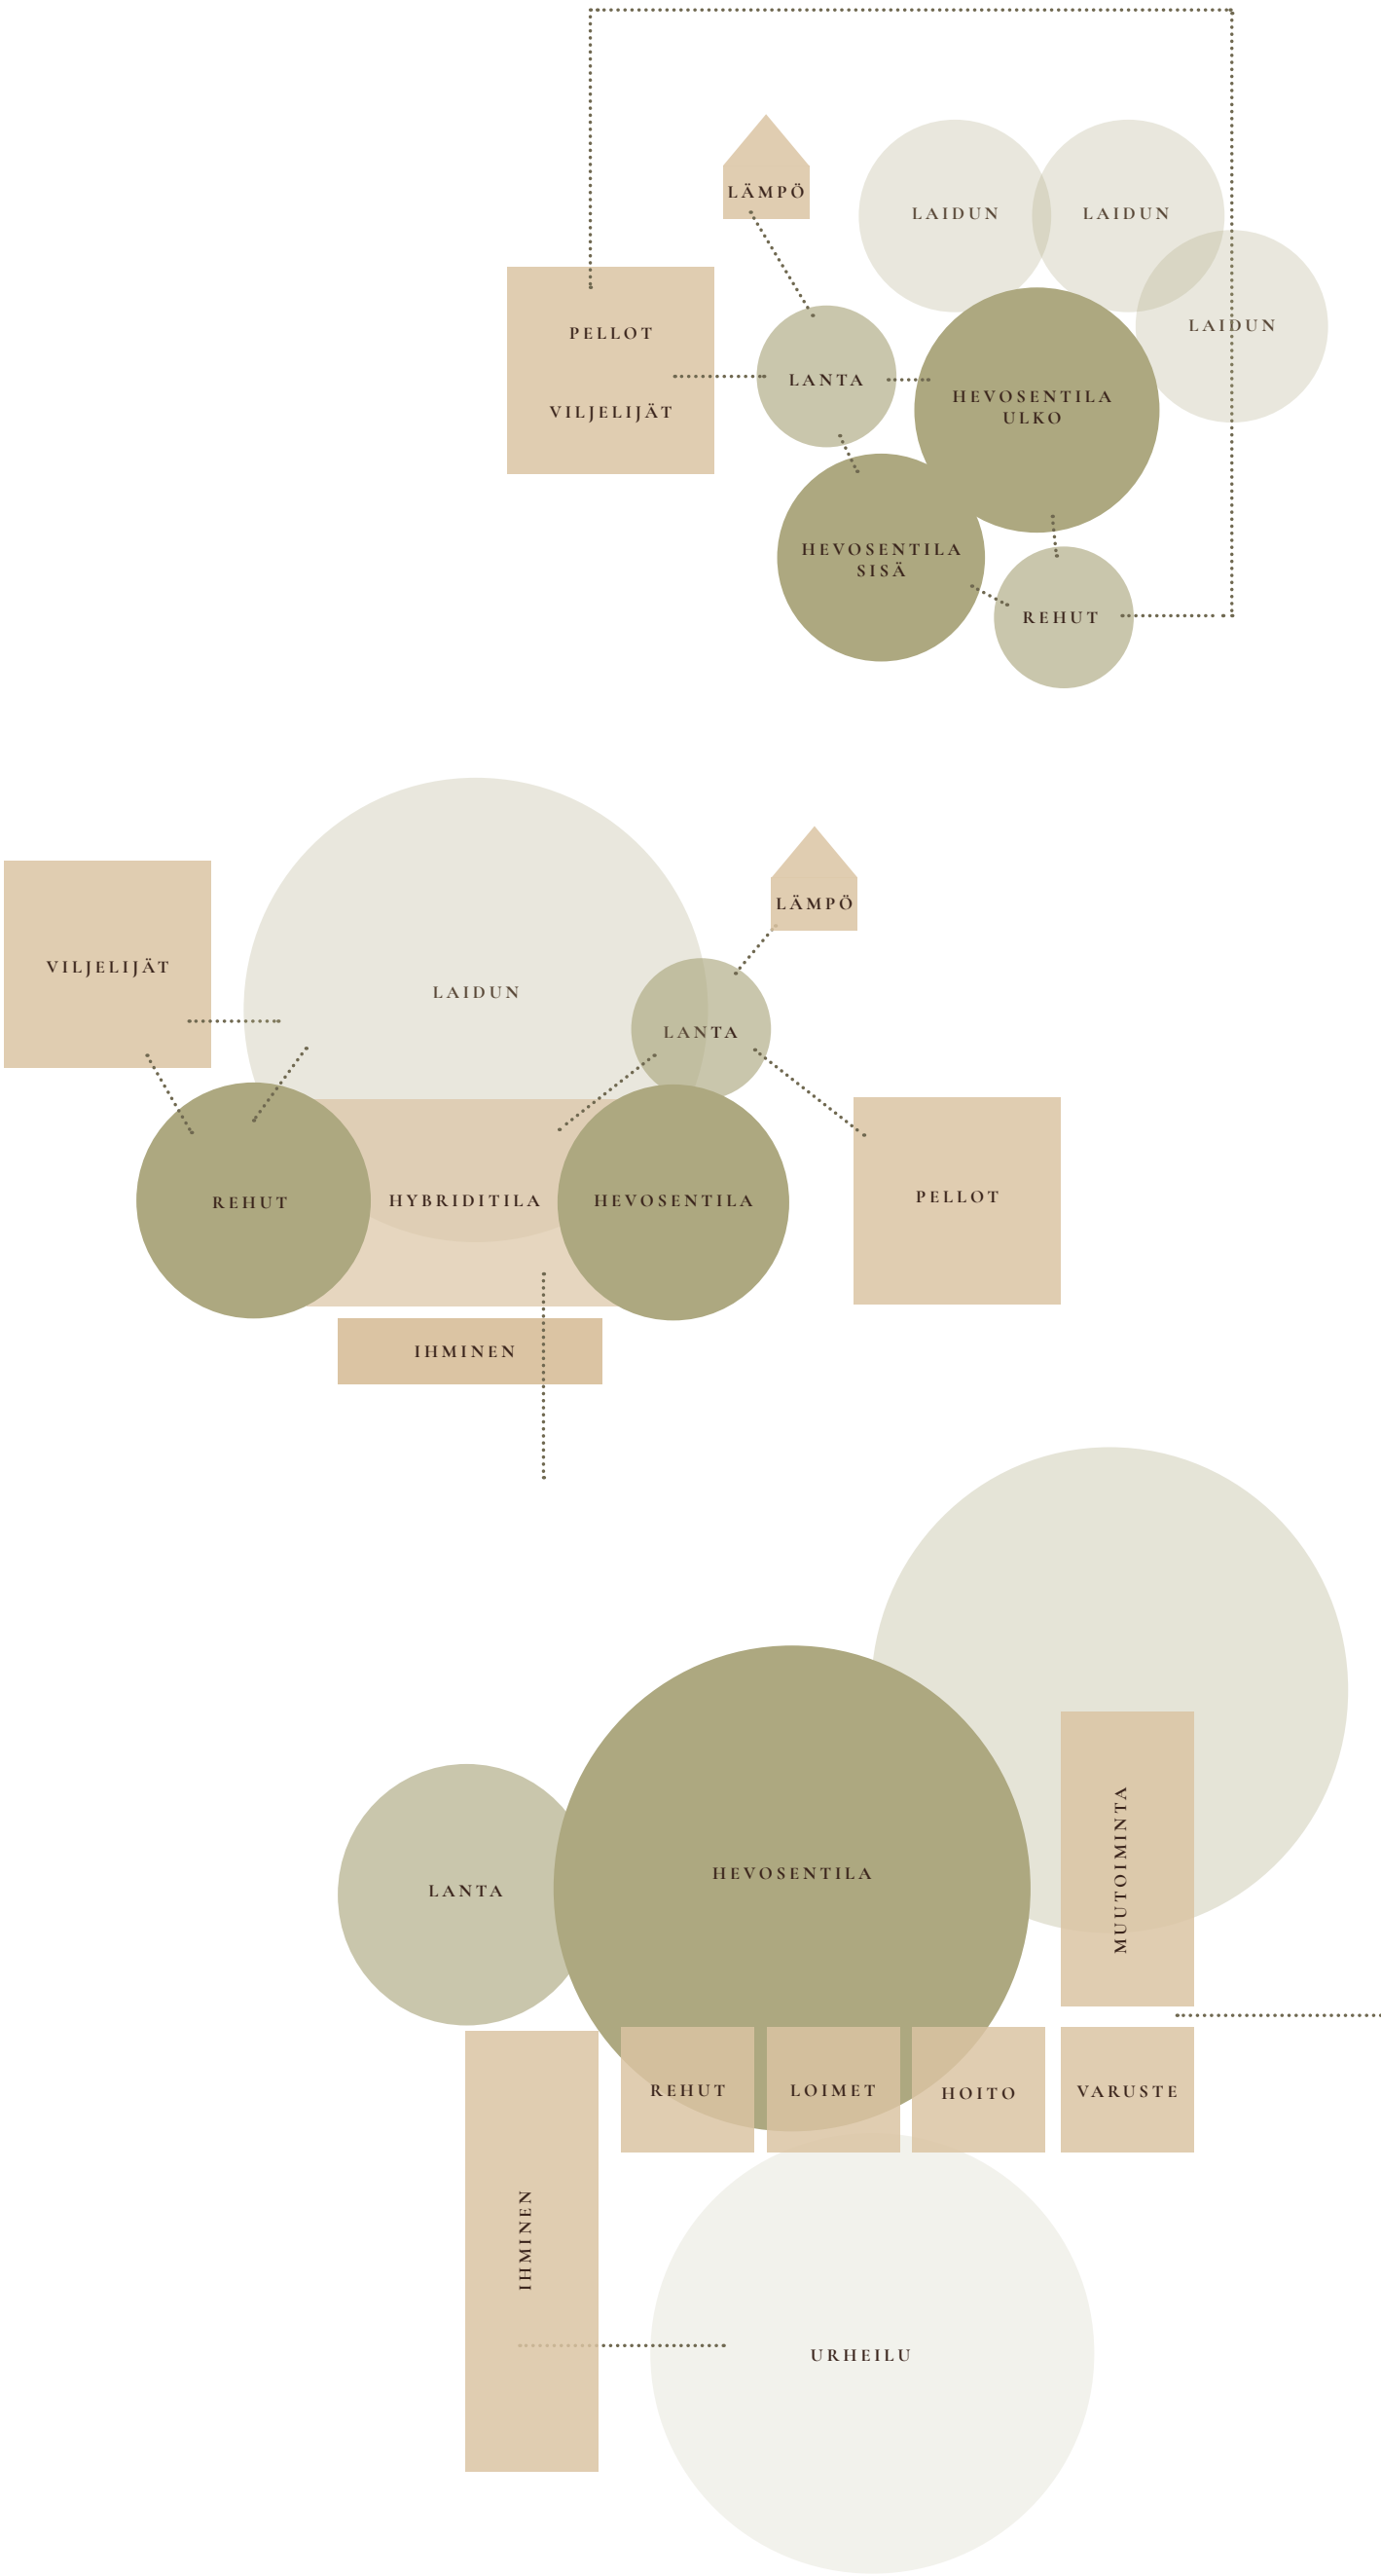 LÄMPÖ
LAIDUN
LAIDUN
LAIDUN
PELLOT
VILJELIJÄT
LANTA
HEVOSENTILA
ULKO
HEVOSENTILA
SISÄ
REHUT
LÄMPÖ
VILJELIJÄT
LAIDUN
LANTA
REHUT
HYBRIDITILA
HEVOSENTILA
PELLOT
IHMINEN
HEVOSENTILA
MUUTOIMINTA
LANTA
REHUT
LOIMET
HOITO
VARUSTE
IHMINEN
URHEILU